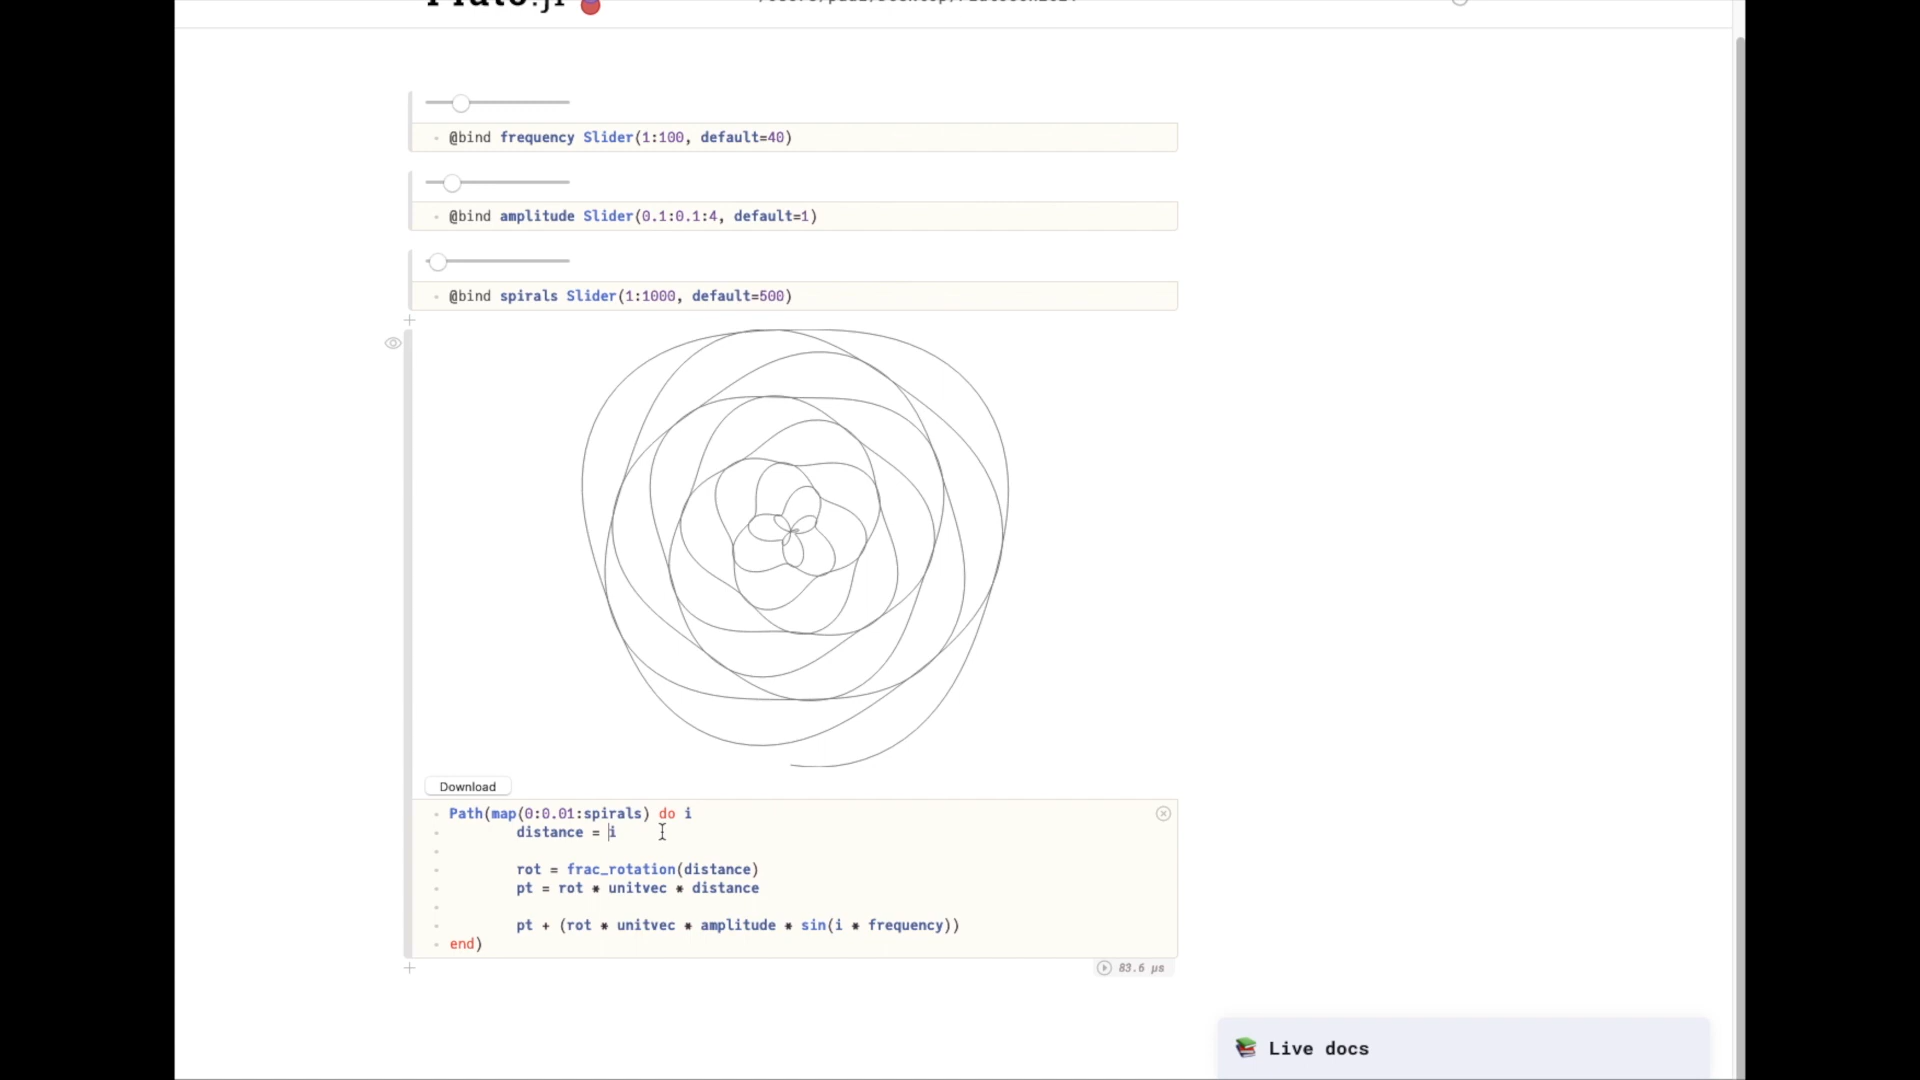 Pluto.jl
@bind frequency Slider(1:100, default=40)
@bind amplitude Slider(0.1:0.1:4, default=1)
@bind spirals Slider(1:1000, default=500)
Download
Path(map(0:0.01:spirals) do i
distance = i
rot = frac_rotation(distance)
pt = rot * unitvec * distance
pt + (rot * unitvec * amplitude * sin(i * frequency))
end)
83.6 µs
Live docs